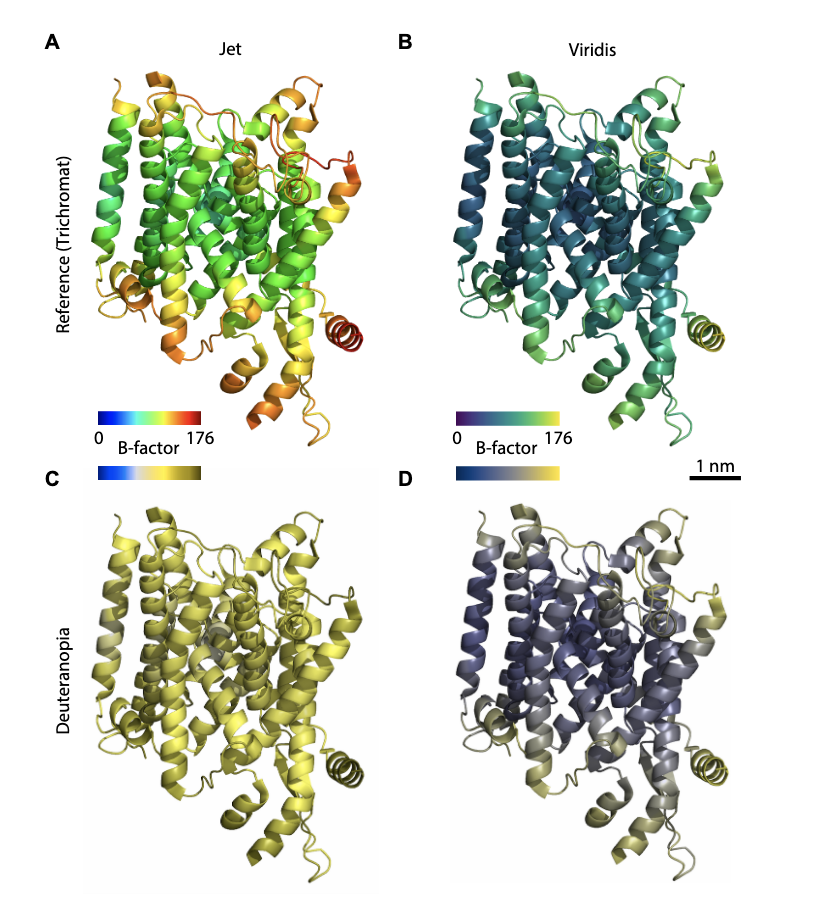 A
Jet
B
Viridis
Reference (Trichromat)
0
176
B-factor
0
176
B-factor
1 nm
C
D
Deuteranopia